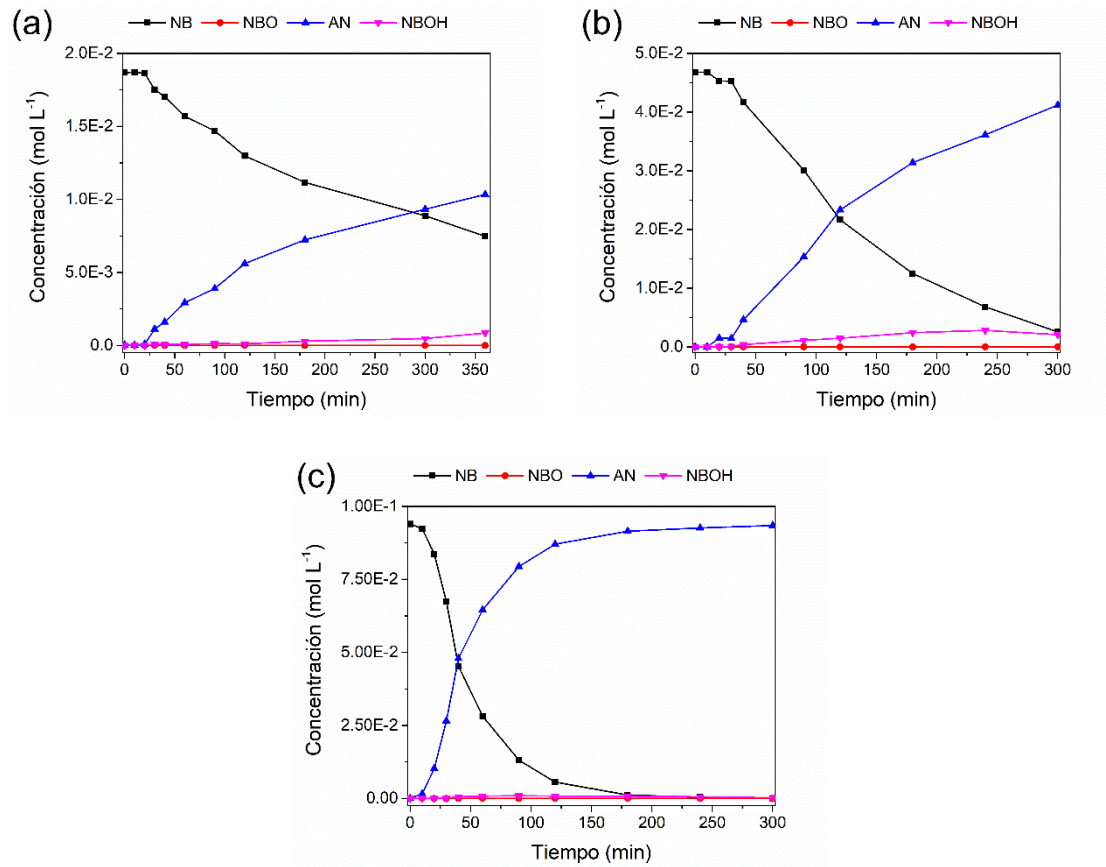 (a)
NB NBO AN NBOH
2.0E-2
1.5E-2
1.0E-2
5.0E-3
0.0
Concentración (mol L⁻¹)
0 50 100 150 200 250 300 350
Tiempo (min)
(b)
NB NBO AN NBOH
5.0E-2
4.0E-2
3.0E-2
2.0E-2
1.0E-2
0.0
Concentración (mol L⁻¹)
0 50 100 150 200 250 300
Tiempo (min)
(c)
NB NBO AN NBOH
1.00E-1
7.50E-2
5.00E-2
2.50E-2
0.00
Concentración (mol L⁻¹)
0 50 100 150 200 250 300
Tiempo (min)